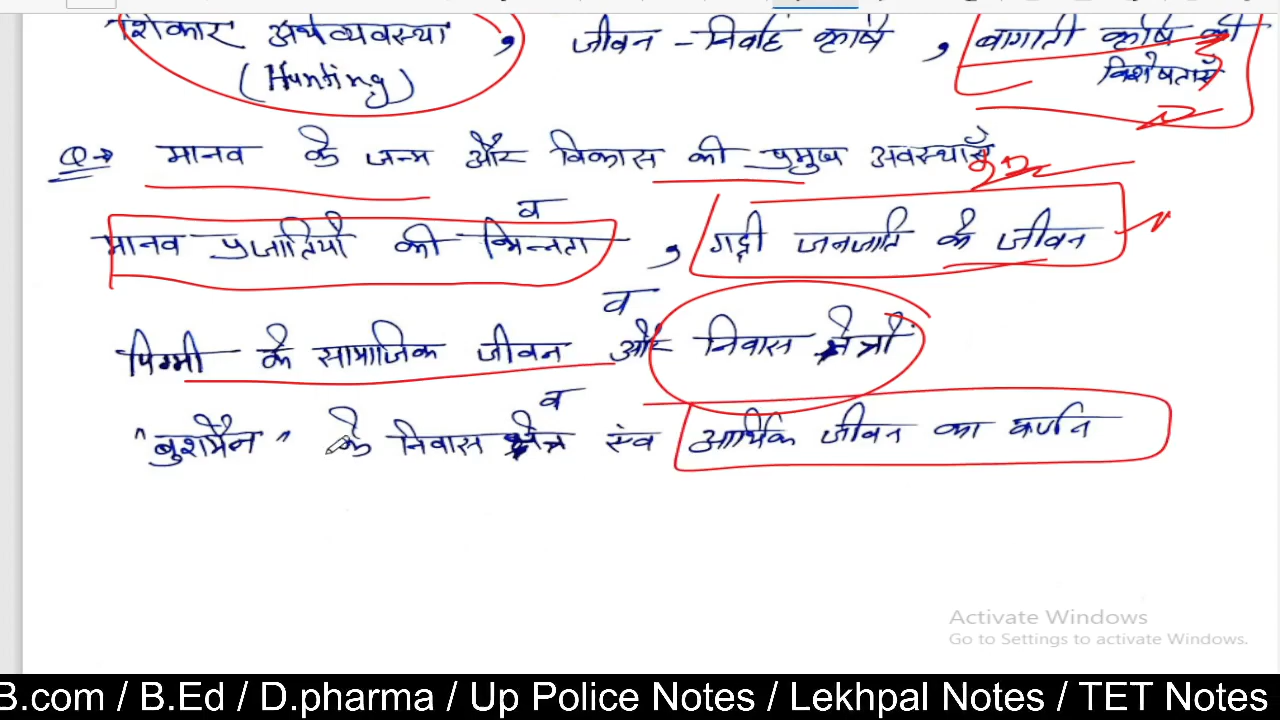 शिकार अर्थव्यवस्था , जीवन - निर्वाह कृषि , बागाती कृषि की
(Hunting) विशेषताएँ
Q→ मानव के जन्म और विकास की प्रमुख अवस्थाएँ
व
मानव प्रजातियों की भिन्नता , गद्दी जनजाति के जीवन
व
पिग्मी के सामाजिक जीवन और निवास क्षेत्रों
व
"बुशमैन" के निवास क्षेत्र एंव आर्थिक जीवन का वर्णन
Activate Windows
Go to Settings to activate Windows.
B.com / B.Ed / D.pharma / Up Police Notes / Lekhpal Notes / TET Notes